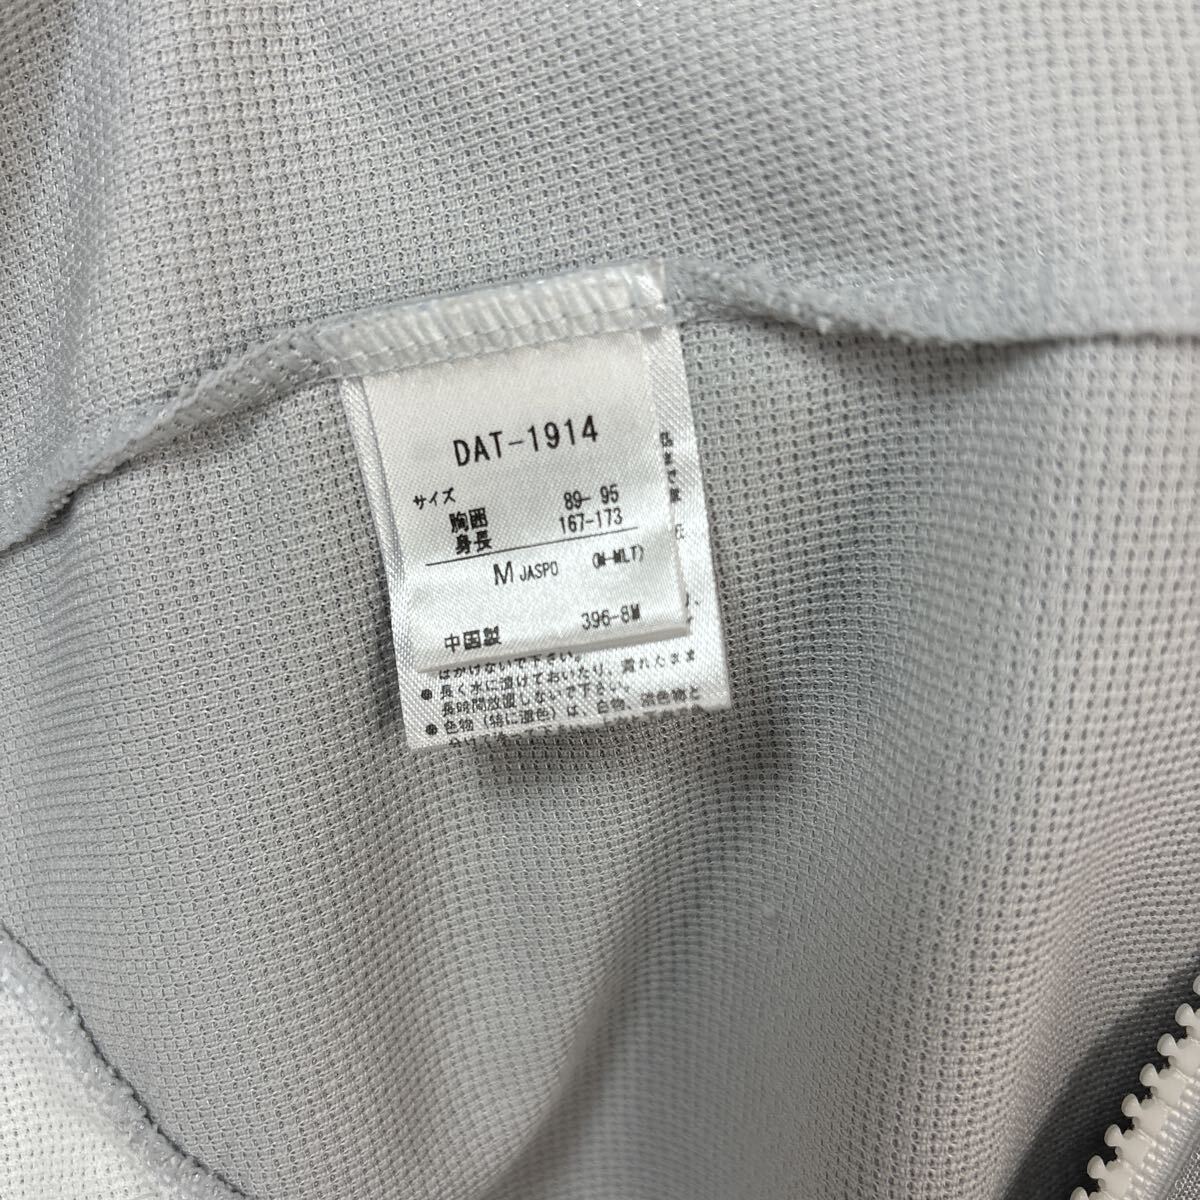 DAT-1914
サイズ
胸囲 89- 95
身長 167-173
M JASPO (M-MLT)
中国製 396-8M
はかけないで下さい。
●長く水に漬けておいたり、濡れたまま
長時間放置しないで下さい。
●色物(特に濃色)は、白物、淡色物と